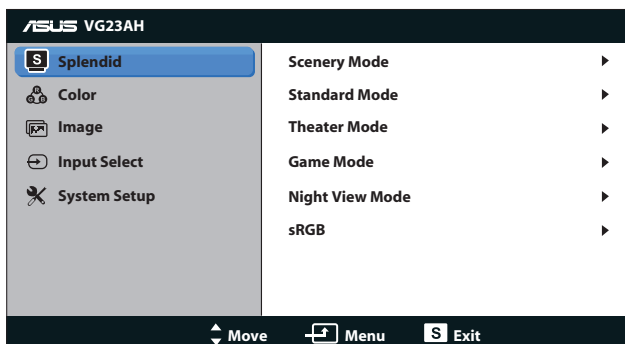 ASUS VG23AH
S Splendid
Color
Image
Input Select
System Setup
Scenery Mode
Standard Mode
Theater Mode
Game Mode
Night View Mode
sRGB
Move Menu S Exit